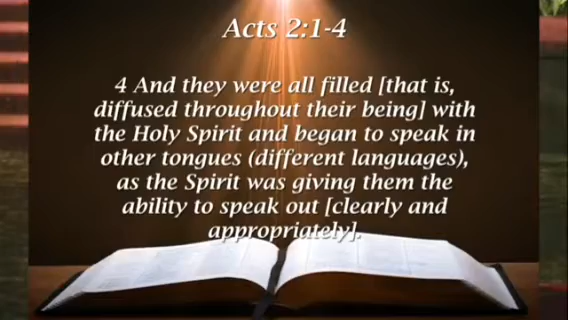 Acts 2:1-4
4 And they were all filled [that is,
diffused throughout their being] with
the Holy Spirit and began to speak in
other tongues (different languages),
as the Spirit was giving them the
ability to speak out [clearly and
appropriately].